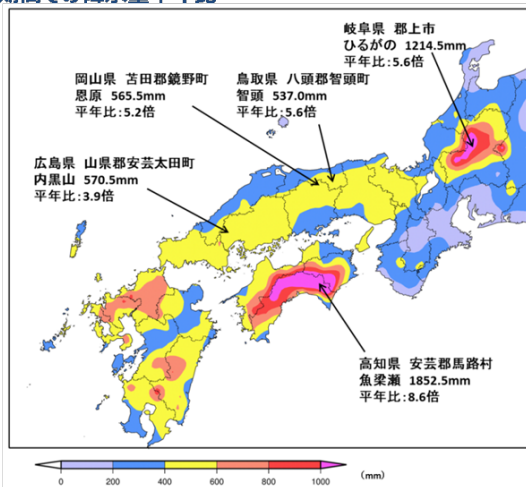 岐阜県 郡上市
ひるがの 1214.5mm
平年比:5.6倍
岡山県 苫田郡鏡野町
恩原 565.5mm
平年比:5.2倍
鳥取県 八頭郡智頭町
智頭 537.0mm
平年比:5.6倍
広島県 山県郡安芸太田町
内黒山 570.5mm
平年比:3.9倍
高知県 安芸郡馬路村
魚梁瀬 1852.5mm
平年比:8.6倍
0 200 400 600 800 1000 (mm)